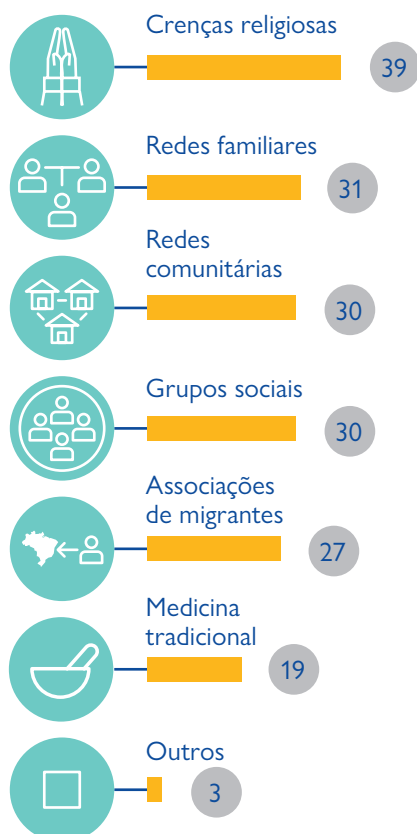 Crenças religiosas
39
Redes familiares
31
Redes
comunitárias
30
Grupos sociais
30
Associações
de migrantes
27
Medicina
tradicional
19
Outros
3